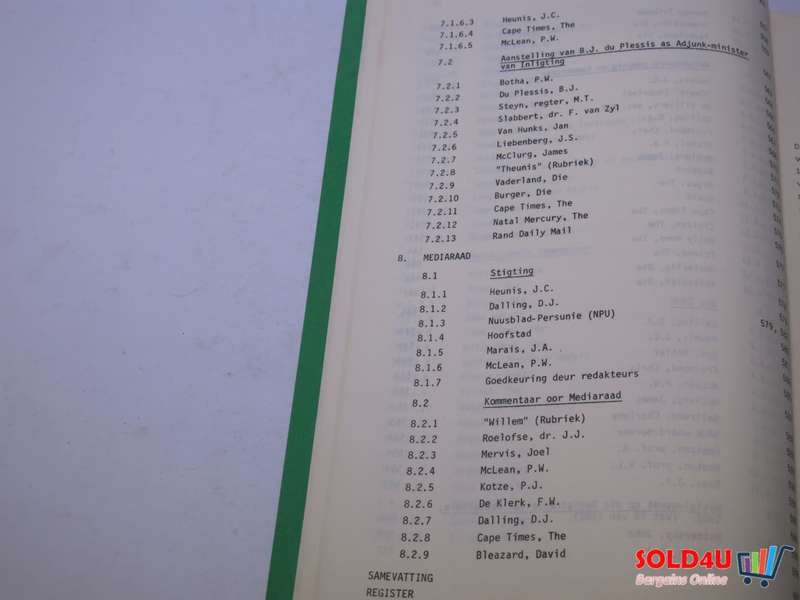 7.1.6.3 Heunis, J.C.
7.1.6.4 Cape Times, The
7.1.6.5 McLean, P.W.
7.2 Aanstelling van B.J. du Plessis as Adjunk-minister
van Inligting
7.2.1 Botha, P.W.
7.2.2 Du Plessis, B.J.
7.2.3 Steyn, regter, M.T.
7.2.4 Slabbert, dr. F. van Zyl
7.2.5 Van Hunks, Jan
7.2.6 Liebenberg, J.S.
7.2.7 McClurg, James
7.2.8 "Theunis" (Rubriek)
7.2.9 Vaderland, Die
7.2.10 Burger, Die
7.2.11 Cape Times, The
7.2.12 Natal Mercury, The
7.2.13 Rand Daily Mail
8. MEDIARAAD
8.1 Stigting
8.1.1 Heunis, J.C.
8.1.2 Dalling, D.J.
8.1.3 Nuusblad-Persunie (NPU)
8.1.4 Hoofstad 579,
8.1.5 Marais, J.A.
8.1.6 McLean, P.W.
8.1.7 Goedkeuring deur redakteurs
8.2 Kommentaar oor Mediaraad
8.2.1 "Willem" (Rubriek)
8.2.2 Roelofse, dr. J.J.
8.2.3 Mervis, Joel
8.2.4 McLean, P.W.
8.2.5 Kotze, P.J.
8.2.6 De Klerk, F.W.
8.2.7 Dalling, D.J.
8.2.8 Cape Times, The
8.2.9 Bleazard, David
SAMEVATTING
REGISTER
SOLD4U
Bargains Online